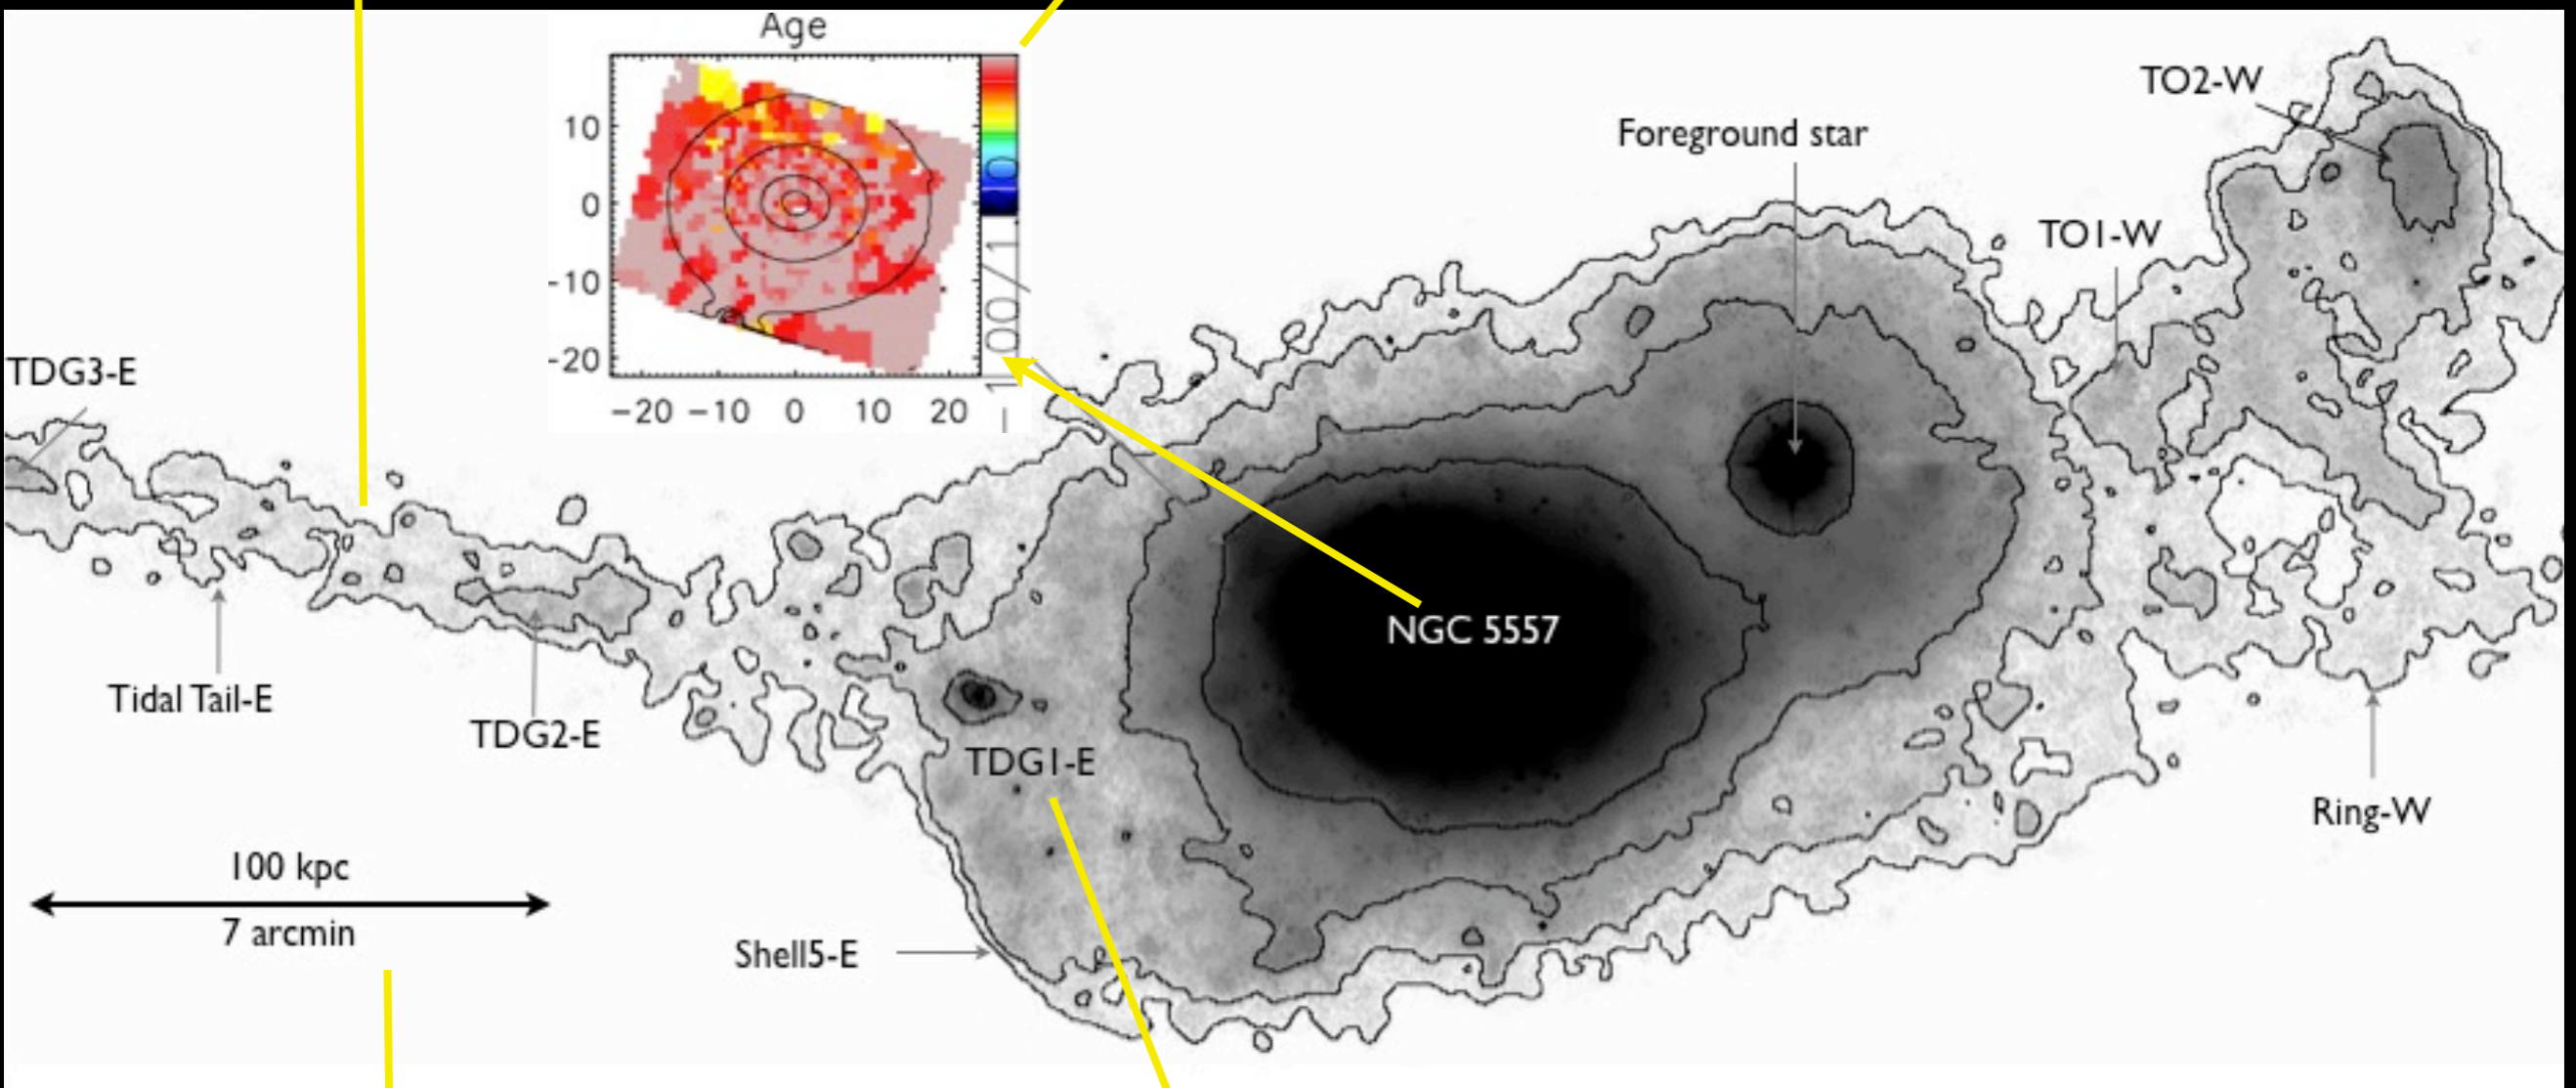 Age
10
0
-10
-20
−20 −10 0 10 20
Foreground star
TO2-W
TO1-W
TDG3-E
Tidal Tail-E
TDG2-E
TDG1-E
NGC 5557
Ring-W
100 kpc
7 arcmin
Shell5-E